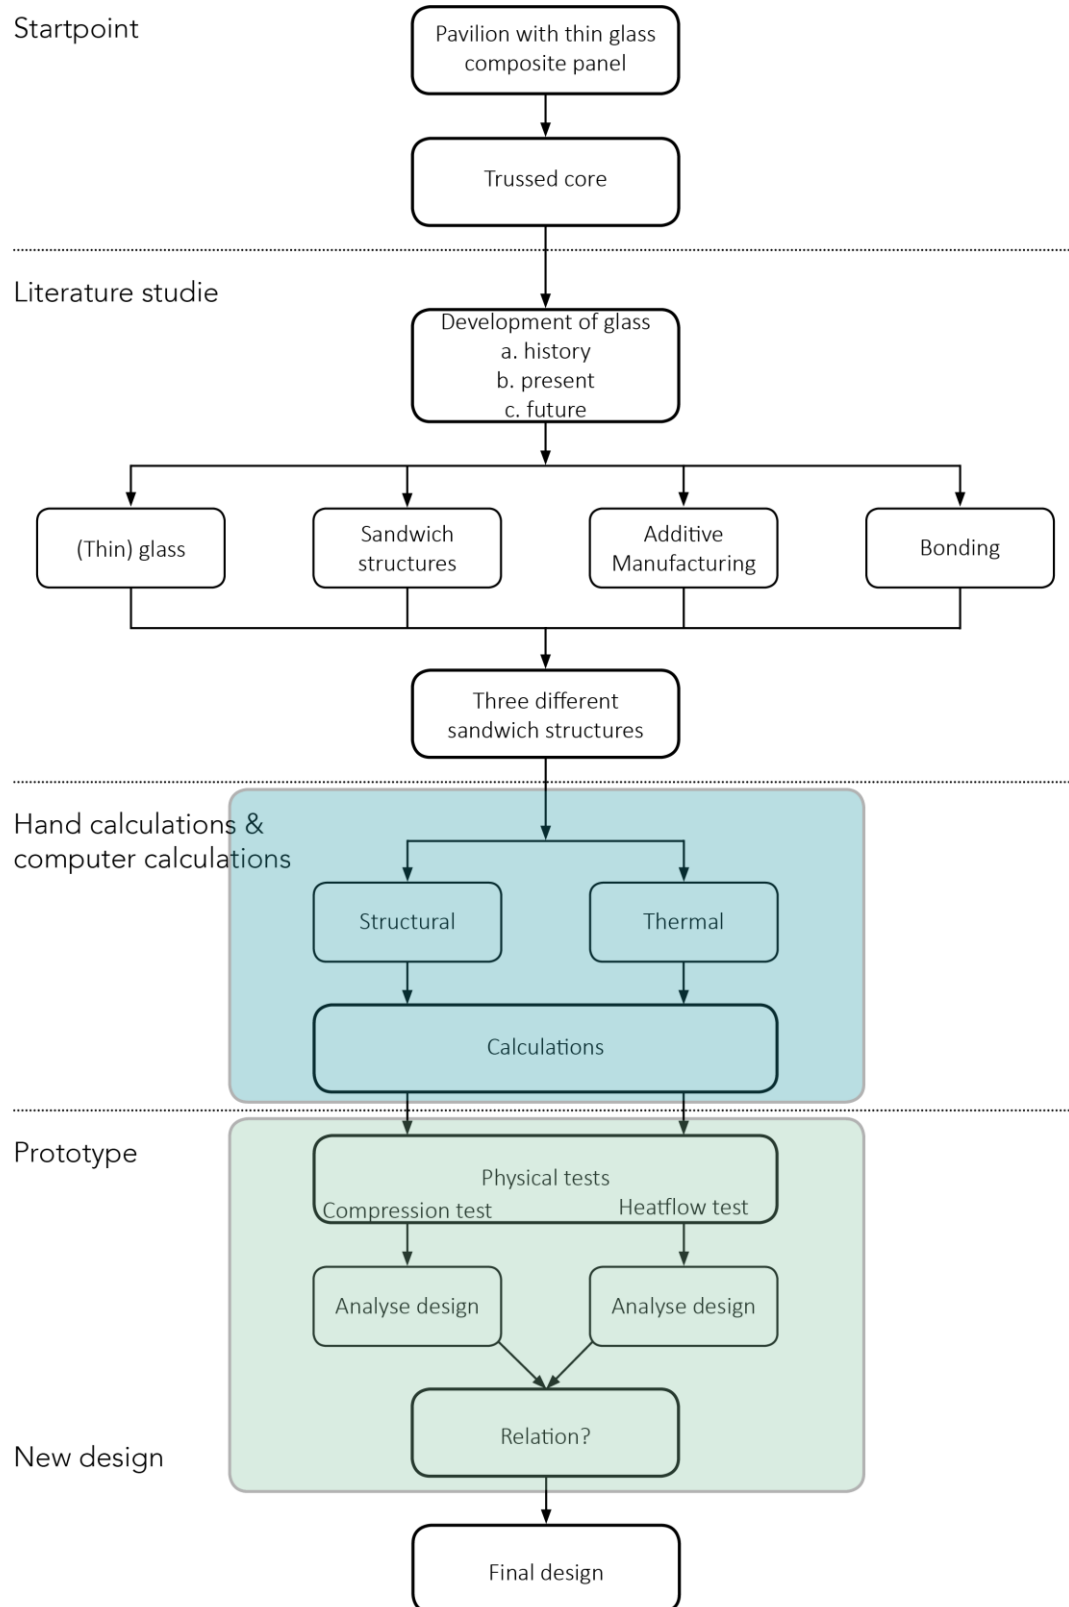 Startpoint
Pavilion with thin glass
composite panel
Trussed core
Literature studie
Development of glass
a. history
b. present
c. future
(Thin) glass
Sandwich
structures
Additive
Manufacturing
Bonding
Three different
sandwich structures
Hand calculations &
computer calculations
Structural
Thermal
Calculations
Prototype
Physical tests
Compression test
Heatflow test
Analyse design
Analyse design
Relation?
New design
Final design